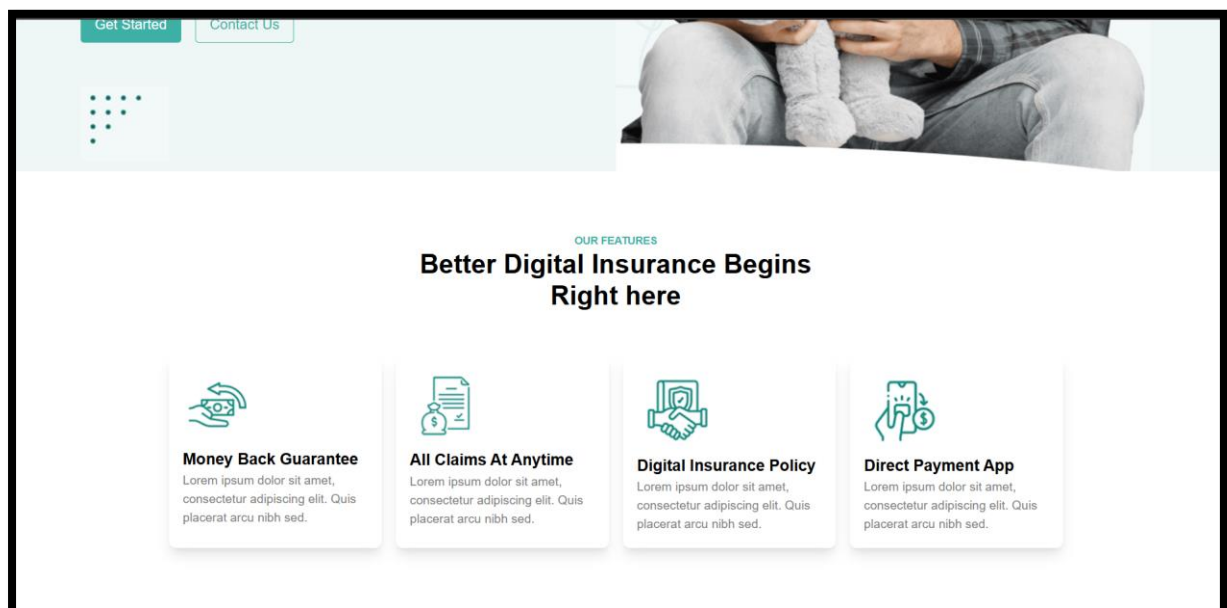 Get Started
Contact Us
OUR FEATURES
Better Digital Insurance Begins
Right here
Money Back Guarantee
Lorem ipsum dolor sit amet,
consectetur adipiscing elit. Quis
placerat arcu nibh sed.
All Claims At Anytime
Lorem ipsum dolor sit amet,
consectetur adipiscing elit. Quis
placerat arcu nibh sed.
Digital Insurance Policy
Lorem ipsum dolor sit amet,
consectetur adipiscing elit. Quis
placerat arcu nibh sed.
Direct Payment App
Lorem ipsum dolor sit amet,
consectetur adipiscing elit. Quis
placerat arcu nibh sed.